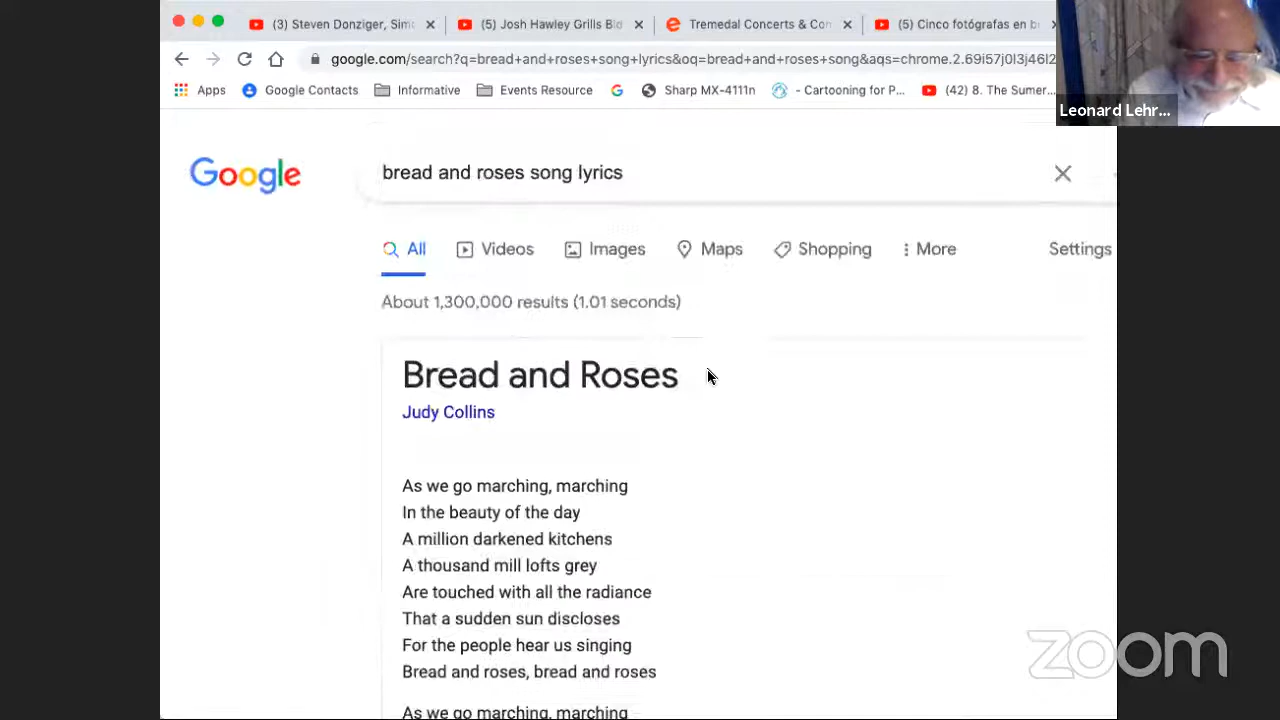 (3) Steven Donziger, Simo
(5) Josh Hawley Grills Blo
Tremedal Concerts & Con
(5) Cinco fotógrafas en b
google.com/search?q=bread+and+roses+song+lyrics&oq=bread+and+roses+song&aqs=chrome.2.69i57j0l3j46l2
Apps
Google Contacts
Informative
Events Resource
Sharp MX-4111n
- Cartooning for P...
(42) 8. The Sumer...
Leonard Lehr...
Google
bread and roses song lyrics
All
Videos
Images
Maps
Shopping
More
Settings
About 1,300,000 results (1.01 seconds)
Bread and Roses
Judy Collins
As we go marching, marching
In the beauty of the day
A million darkened kitchens
A thousand mill lofts grey
Are touched with all the radiance
That a sudden sun discloses
For the people hear us singing
Bread and roses, bread and roses
As we go marching, marching
zoom